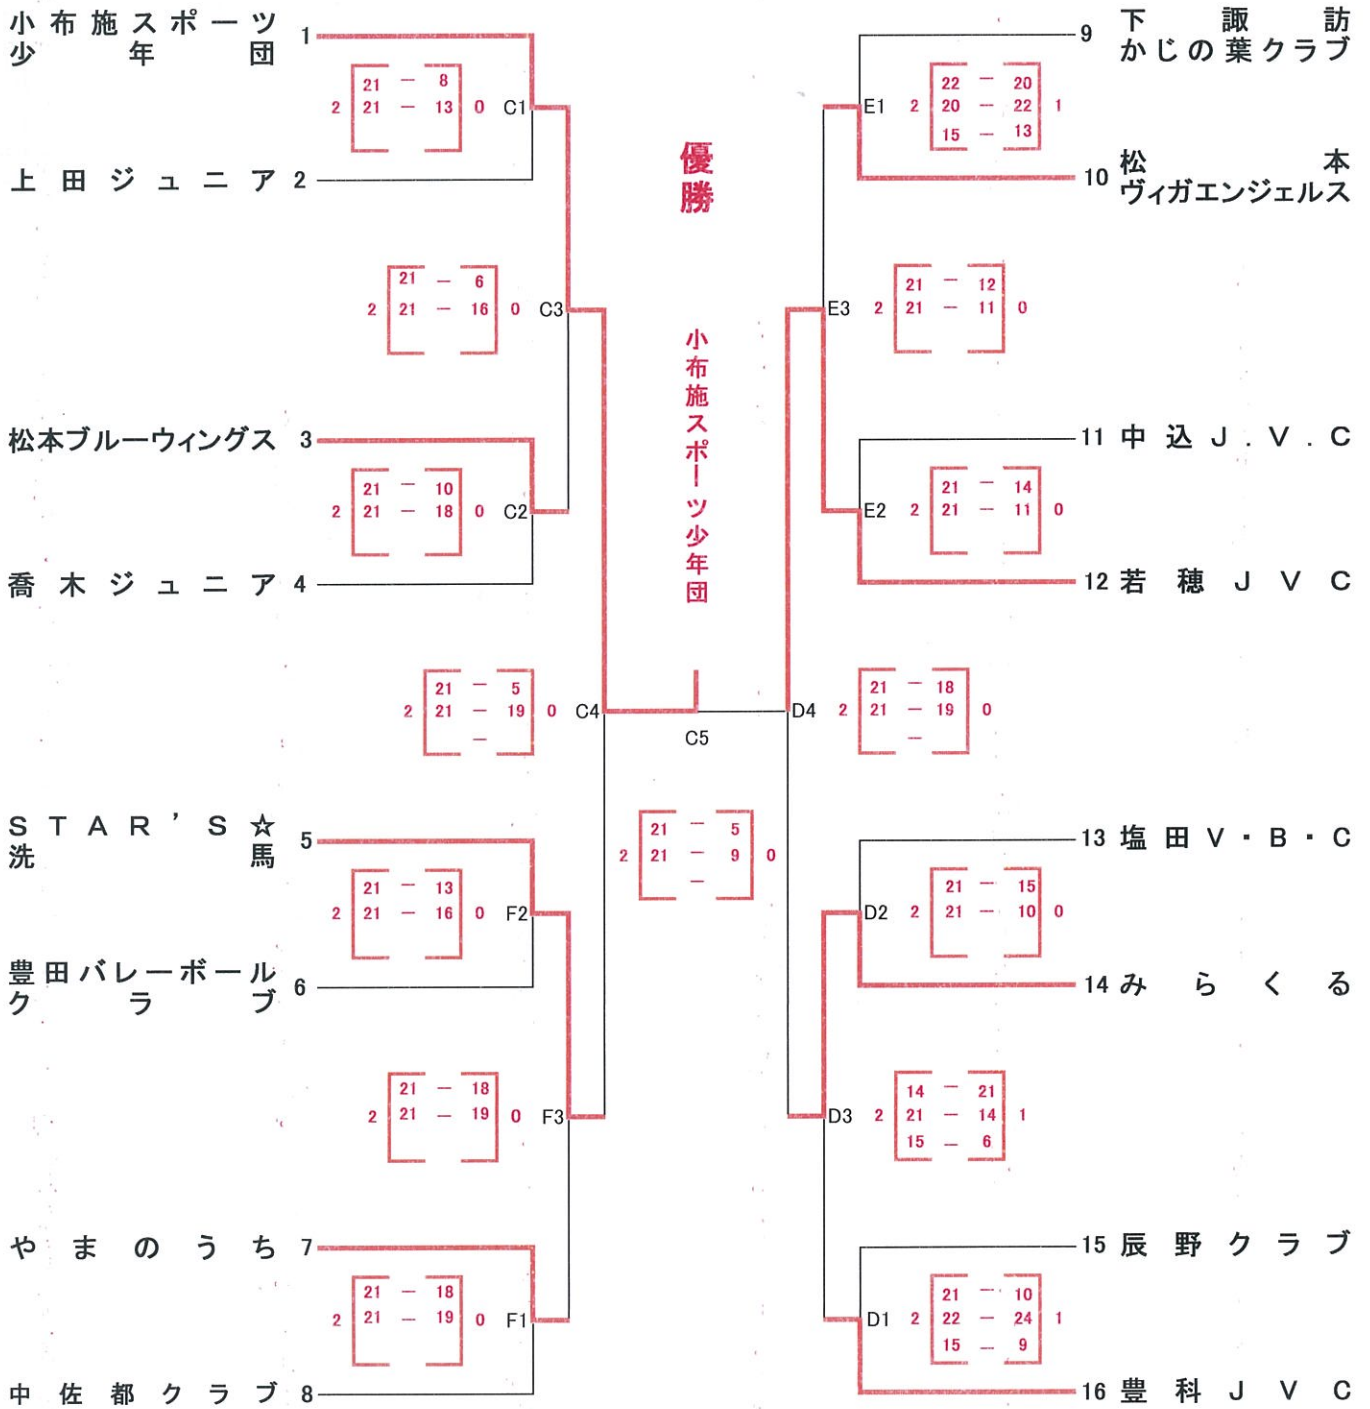 小布施スポーツ
少年団
1
21 — 8
2 21 — 13 0 C1
上田ジュニア 2
21 — 6
2 21 — 16 0 C3
松本ブルーウィングス 3
21 — 10
2 21 — 18 0 C2
喬木ジュニア 4
21 — 5
2 21 — 19 0 C4
—
STAR'S☆
洗馬
5
21 — 13
2 21 — 16 0 F2
豊田バレーボール
クラブ
6
21 — 18
2 21 — 19 0 F3
やまのうち 7
21 — 18
2 21 — 19 0 F1
中佐都クラブ 8
優勝
小布施スポーツ少年団
C5
21 — 5
2 21 — 9 0
—
9 下諏訪
かじの葉クラブ
22 — 20
E1 2 20 — 22 1
15 — 13
10 松本
ヴィガエンジェルス
21 — 12
E3 2 21 — 11 0
11 中込J.V.C
21 — 14
E2 2 21 — 11 0
12 若穂JVC
21 — 18
D4 2 21 — 19 0
—
13 塩田V・B・C
21 — 15
D2 2 21 — 10 0
14 みらくる
14 — 21
D3 2 21 — 14 1
15 — 6
15 辰野クラブ
21 — 10
D1 2 22 — 24 1
15 — 9
16 豊科JVC